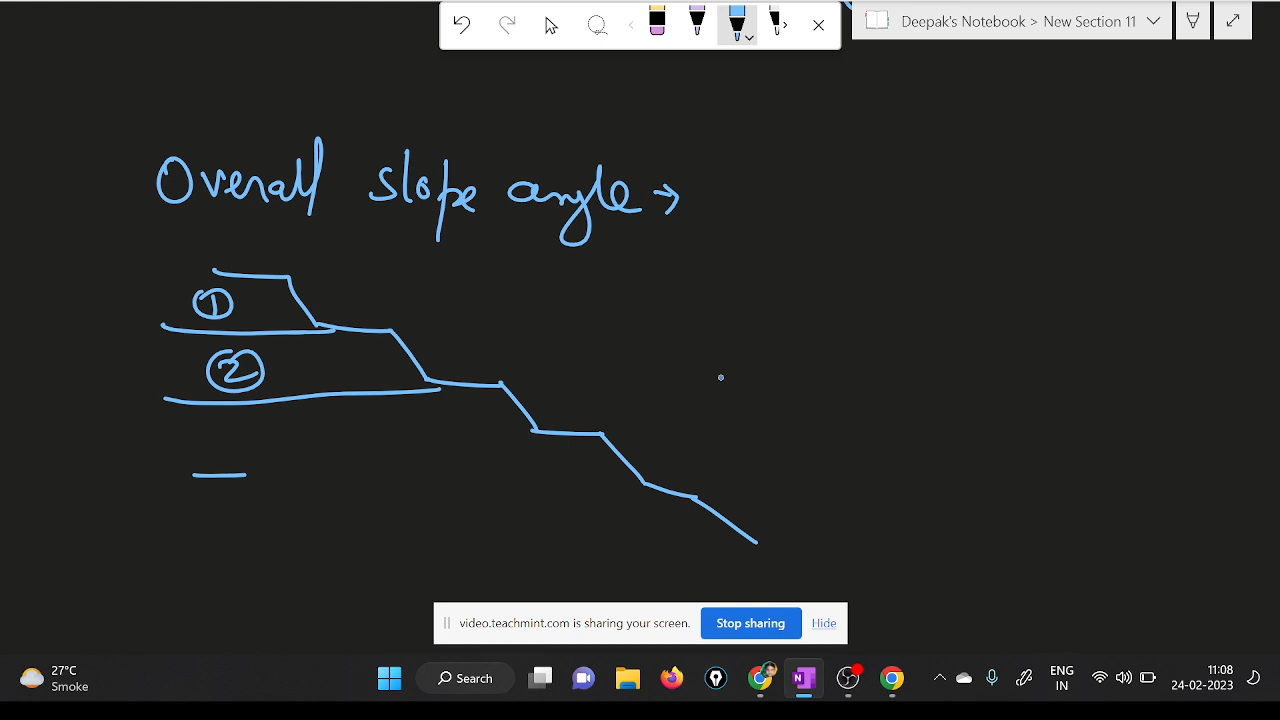 Deepak's Notebook > New Section 11
Overall slope angle →
1
2
video.teachmint.com is sharing your screen.
Stop sharing
Hide
27°C
Smoke
Search
ENG
IN
11:08
24-02-2023